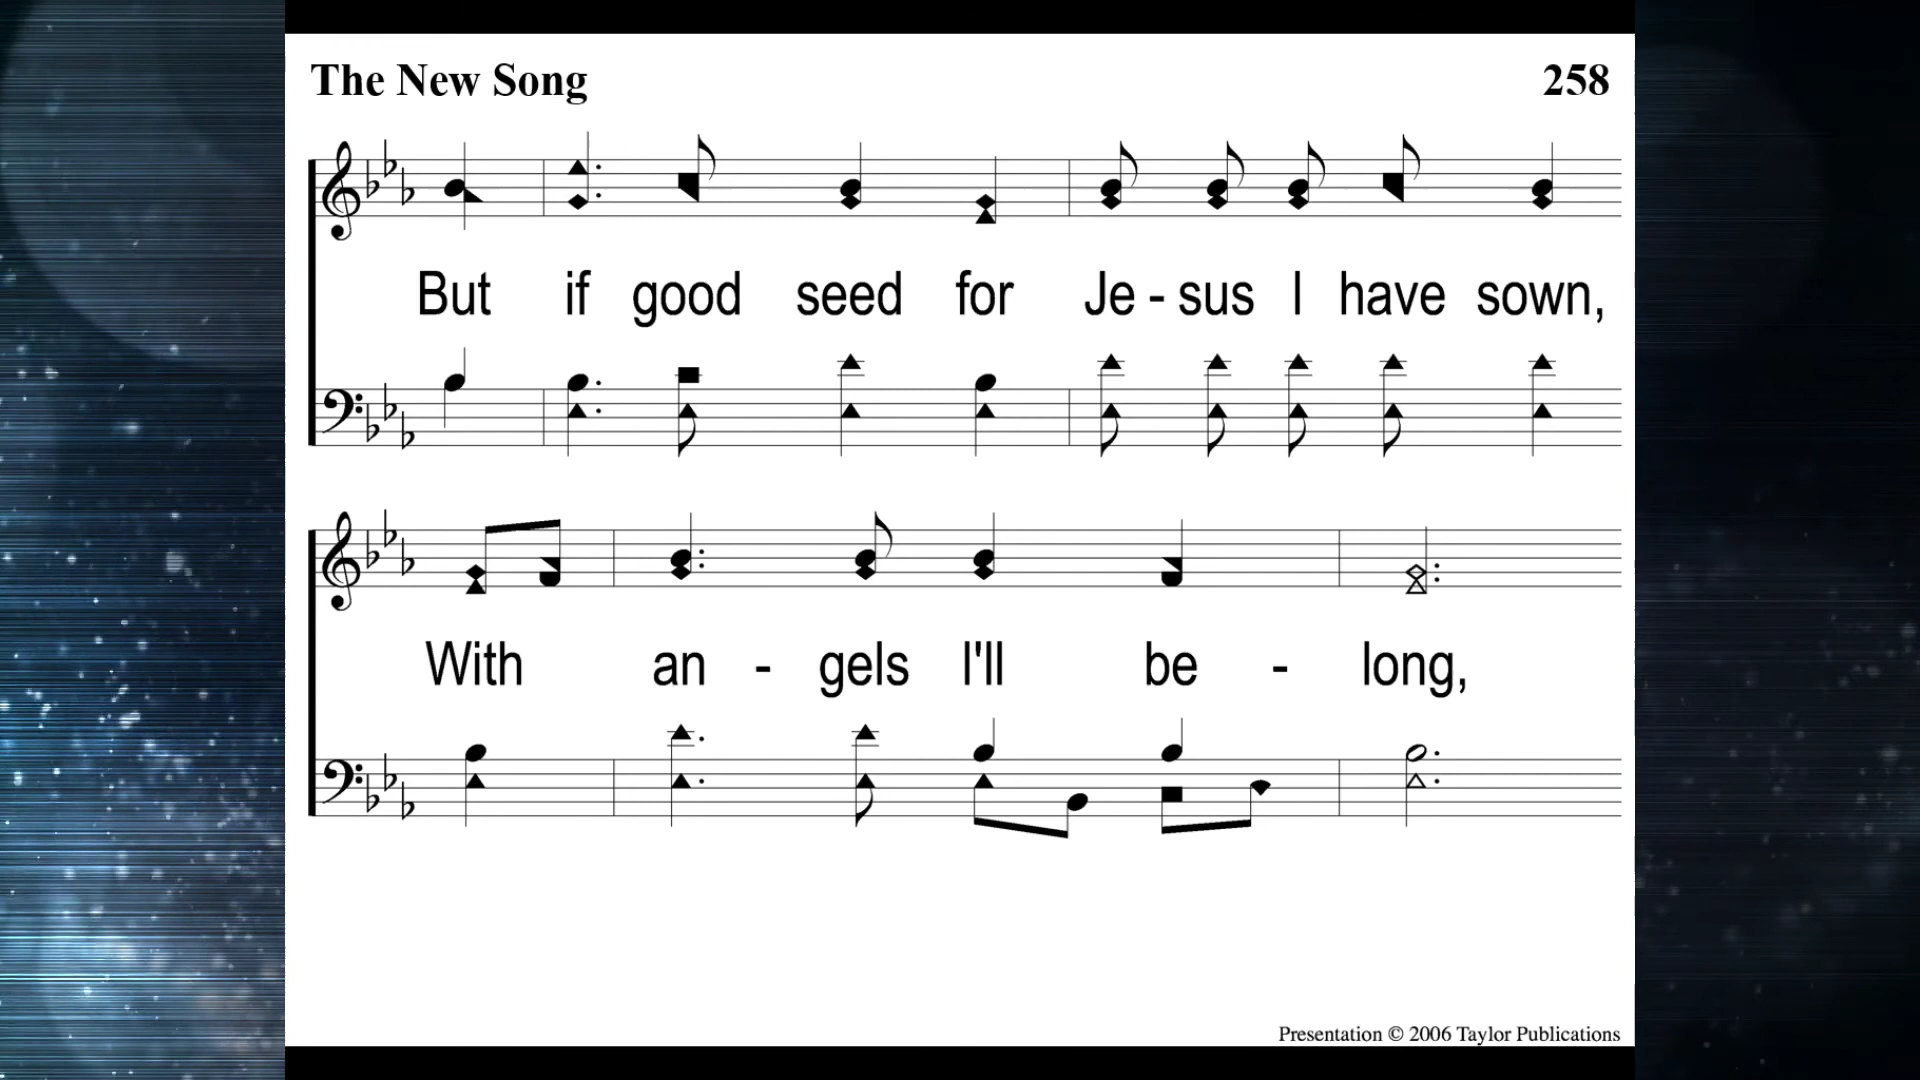 The New Song 258
But if good seed for Je - sus I have sown,
With an - gels I'll be - long,
Presentation © 2006 Taylor Publications